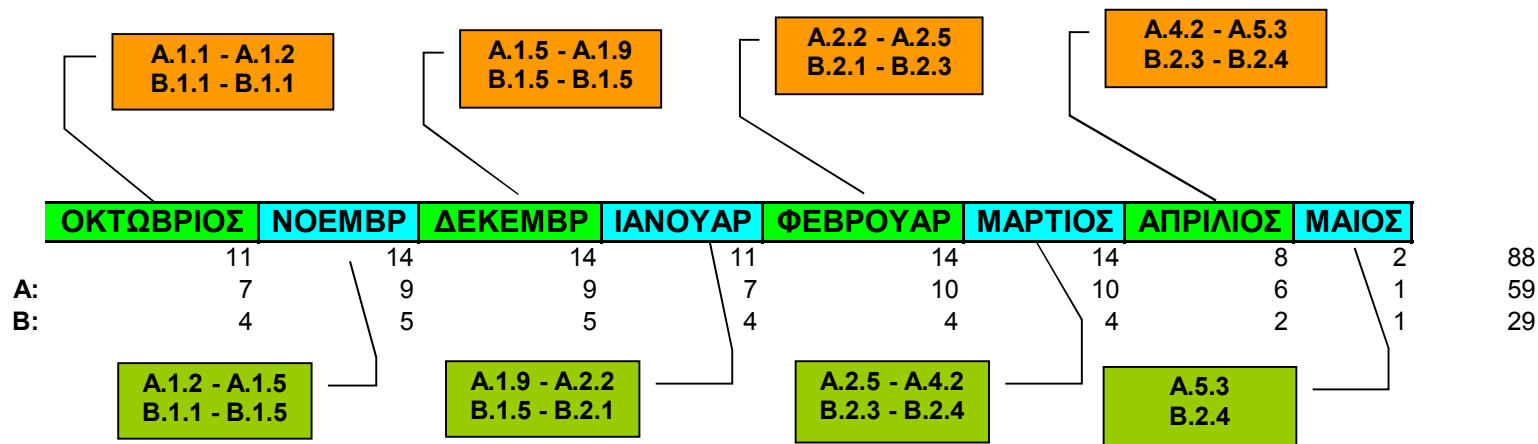 Α.1.1 - Α.1.2
Β.1.1 - Β.1.1
Α.1.5 - Α.1.9
Β.1.5 - Β.1.5
Α.2.2 - Α.2.5
Β.2.1 - Β.2.3
Α.4.2 - Α.5.3
Β.2.3 - Β.2.4
ΟΚΤΩΒΡΙΟΣ ΝΟΕΜΒΡ ΔΕΚΕΜΒΡ ΙΑΝΟΥΑΡ ΦΕΒΡΟΥΑΡ ΜΑΡΤΙΟΣ ΑΠΡΙΛΙΟΣ ΜΑΙΟΣ
11 14 14 11 14 14 8 2 88
Α: 7 9 9 7 10 10 6 1 59
Β: 4 5 5 4 4 4 2 1 29
Α.1.2 - Α.1.5
Β.1.1 - Β.1.5
Α.1.9 - Α.2.2
Β.1.5 - Β.2.1
Α.2.5 - Α.4.2
Β.2.3 - Β.2.4
Α.5.3
Β.2.4